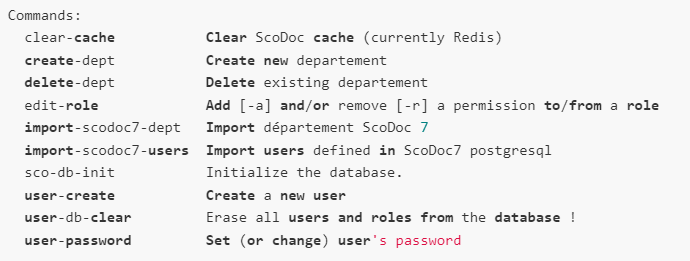 Commands:
clear-cache Clear ScoDoc cache (currently Redis)
create-dept Create new departement
delete-dept Delete existing departement
edit-role Add [-a] and/or remove [-r] a permission to/from a role
import-scodoc7-dept Import département ScoDoc 7
import-scodoc7-users Import users defined in ScoDoc7 postgresql
sco-db-init Initialize the database.
user-create Create a new user
user-db-clear Erase all users and roles from the database !
user-password Set (or change) user's password